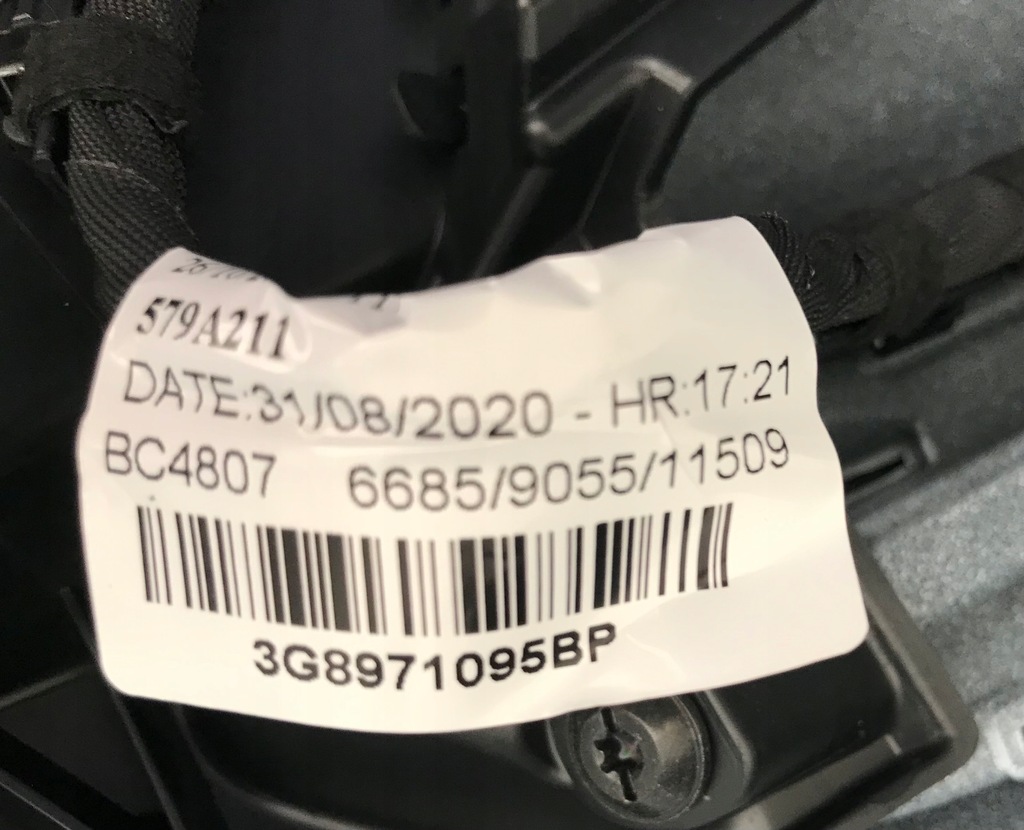 579A211
DATE:31/08/2020 - HR:17:21
BC4807 6685/9055/11509
3G8971095BP